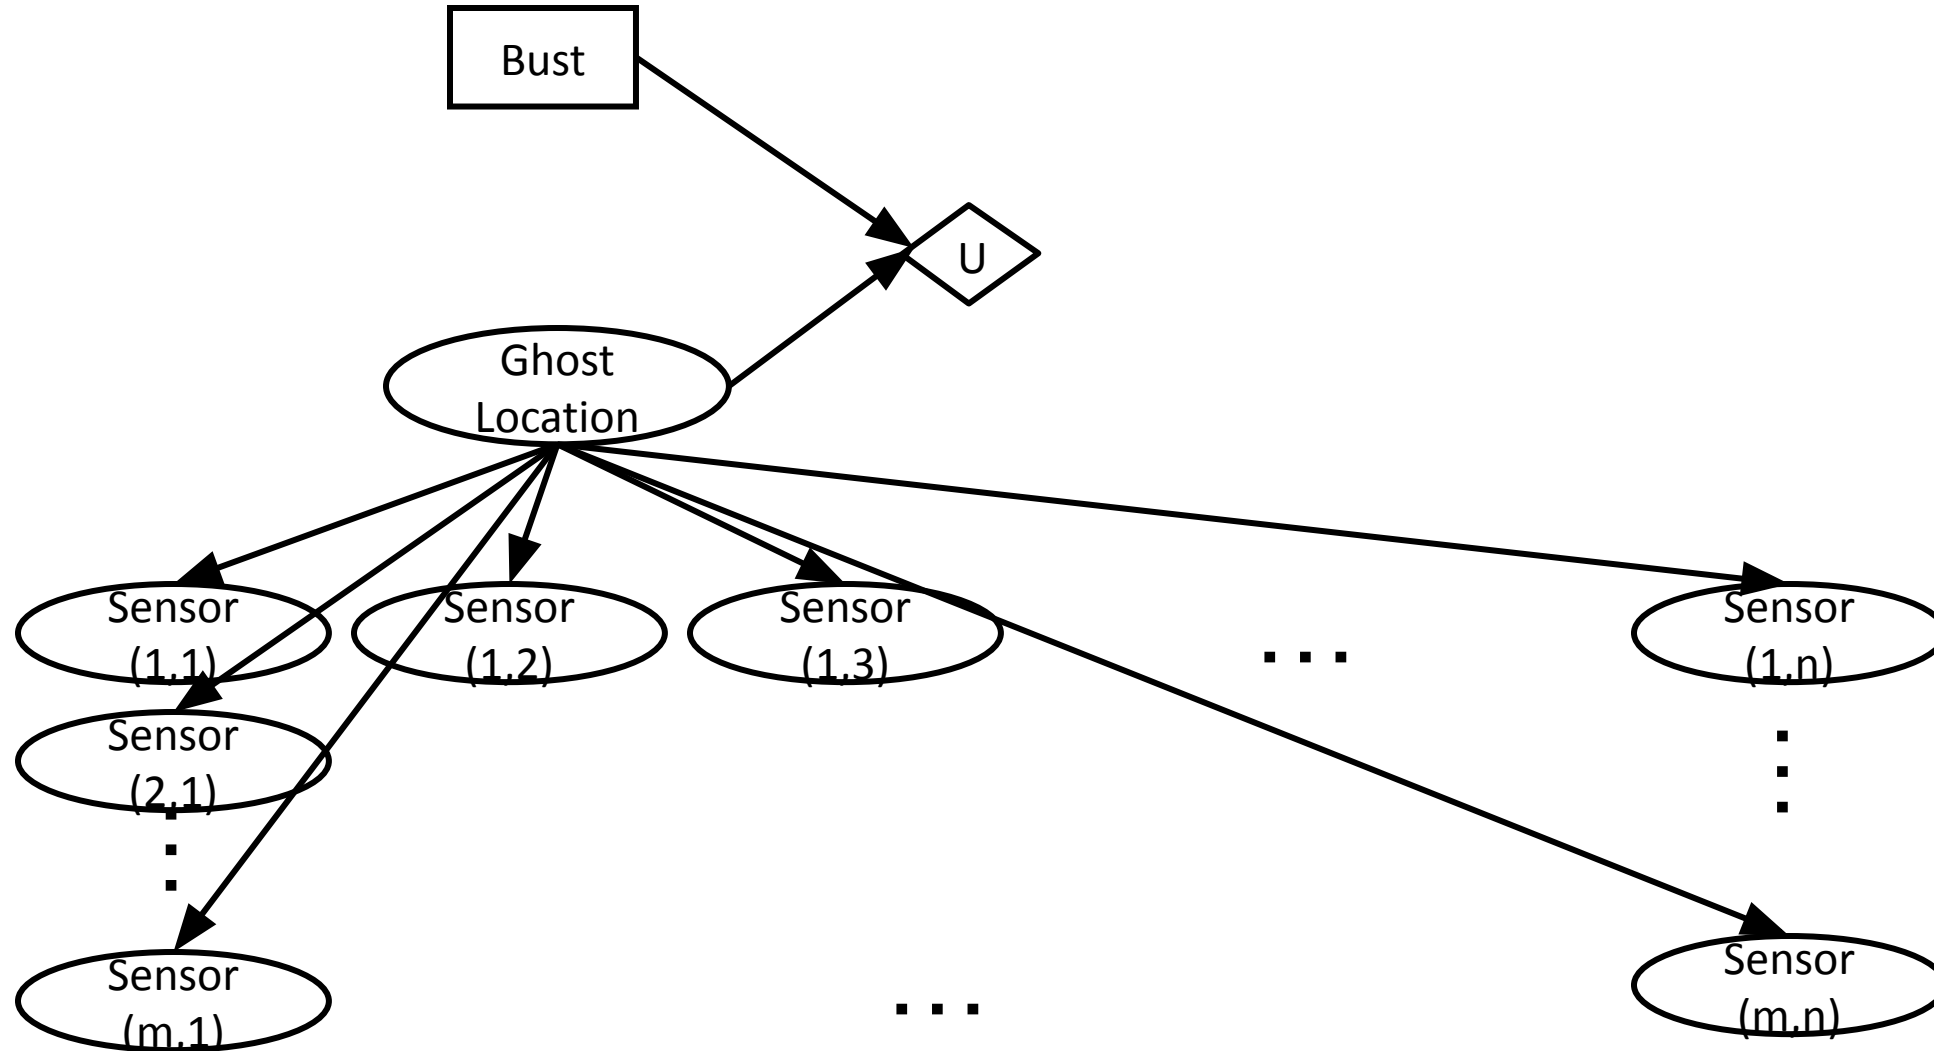 Bust
U
Ghost
Location
Sensor
(1,1)
Sensor
(1,2)
Sensor
(1,3)
. . .
Sensor
(1,n)
Sensor
(2,1)
Sensor
(m,1)
. . .
Sensor
(m,n)